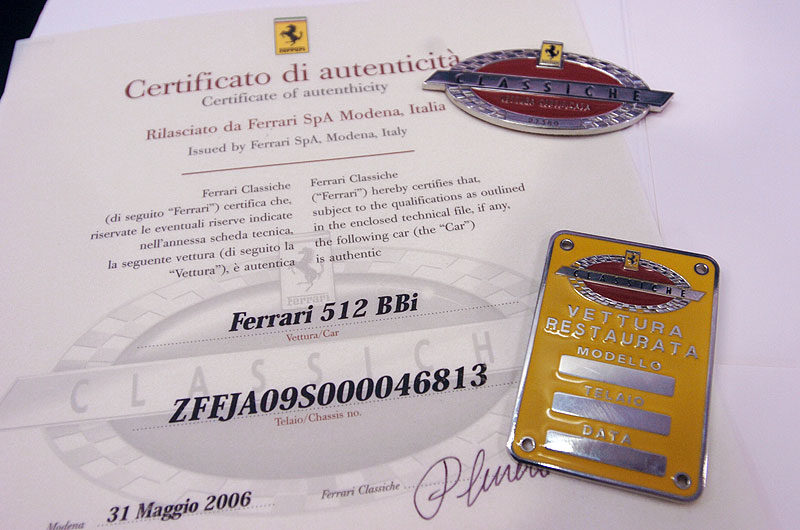 Ferrari
Certificato di autenticità
Certificate of authenthicity
Rilasciato da Ferrari SpA Modena, Italia
Issued by Ferrari SpA, Modena, Italy
Ferrari Classiche
(di seguito “Ferrari”) certifica che,
riservate le eventuali riserve indicate
nell'annessa scheda tecnica,
la seguente vettura (di seguito la
“Vettura”), è autentica
Ferrari Classiche
(“Ferrari”) hereby certifies that,
subject to the qualifications as outlined
in the enclosed technical file, if any,
the following car (the “Car”)
is authentic
Ferrari
Ferrari 512 BBi
Vettura/Car
CLASSICHE
ZFFJA09S000046813
Telaio/Chassis no.
Modena 31 Maggio 2006
Ferrari Classiche
CLASSICHE
CLASSICHE
VETTURA
RESTAURATA
MODELLO
TELAIO
DATA